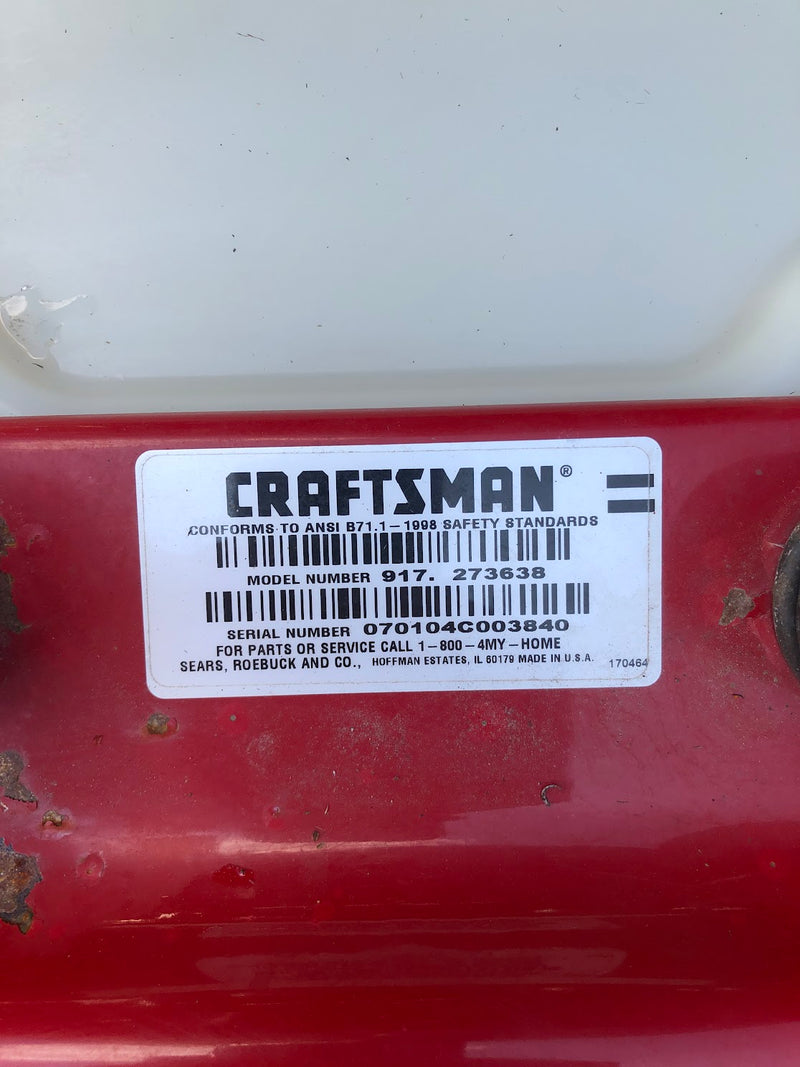 CRAFTSMAN®
CONFORMS TO ANSI B71.1–1998 SAFETY STANDARDS
MODEL NUMBER 917. 273638
SERIAL NUMBER 070104C003840
FOR PARTS OR SERVICE CALL 1–800–4MY–HOME
SEARS, ROEBUCK AND CO., HOFFMAN ESTATES, IL 60179 MADE IN U.S.A. 170464